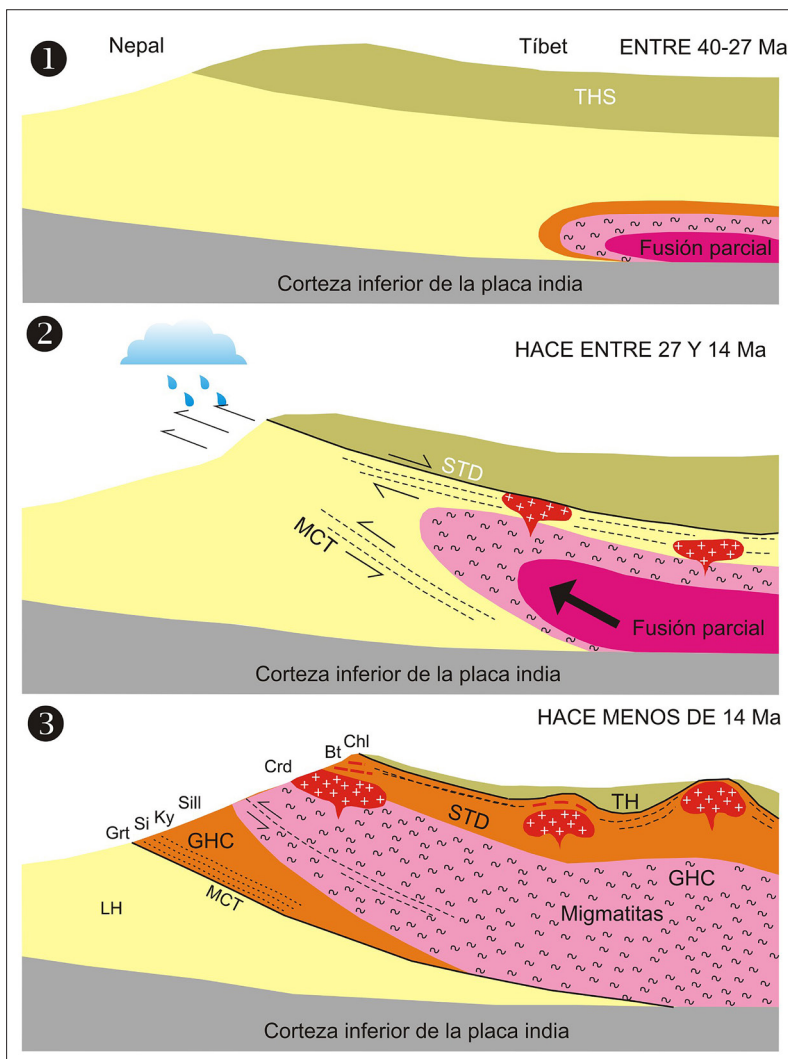 1
Nepal
Tíbet
ENTRE 40-27 Ma
THS
Fusión parcial
Corteza inferior de la placa india
2
HACE ENTRE 27 Y 14 Ma
STD
MCT
Fusión parcial
Corteza inferior de la placa india
3
HACE MENOS DE 14 Ma
Chl
Bt
Crd
Sill
Ky
Si
Grt
TH
STD
GHC
GHC
MCT
LH
Migmatitas
Corteza inferior de la placa india